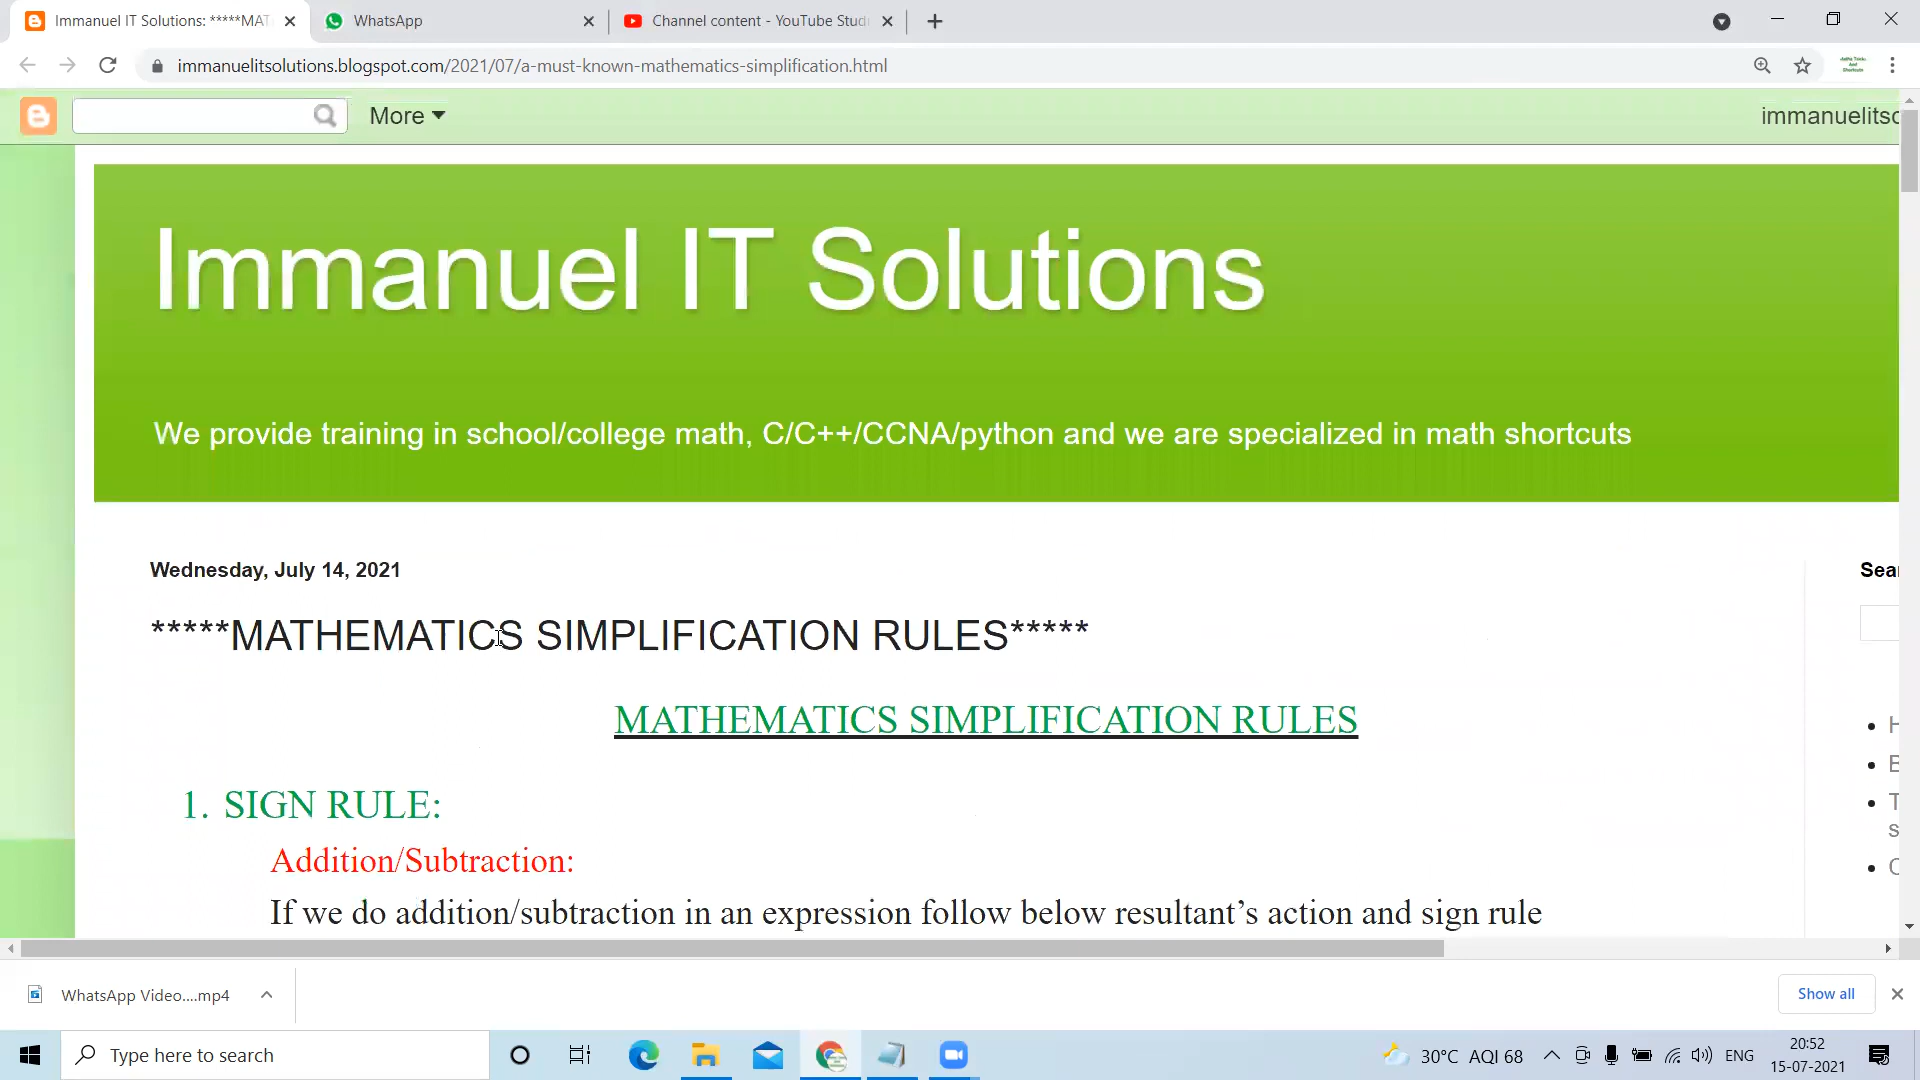 Immanuel IT Solutions: *****MAT
WhatsApp
Channel content - YouTube Studi
immanuelitsolutions.blogspot.com/2021/07/a-must-known-mathematics-simplification.html
More
immanuelitso
Immanuel IT Solutions
We provide training in school/college math, C/C++/CCNA/python and we are specialized in math shortcuts
Wednesday, July 14, 2021
Sear
*****MATHEMATICS SIMPLIFICATION RULES*****
MATHEMATICS SIMPLIFICATION RULES
H
B
T
s
C
1. SIGN RULE:
Addition/Subtraction:
If we do addition/subtraction in an expression follow below resultant’s action and sign rule
WhatsApp Video....mp4
Show all
Type here to search
30°C AQI 68
ENG
20:52
15-07-2021